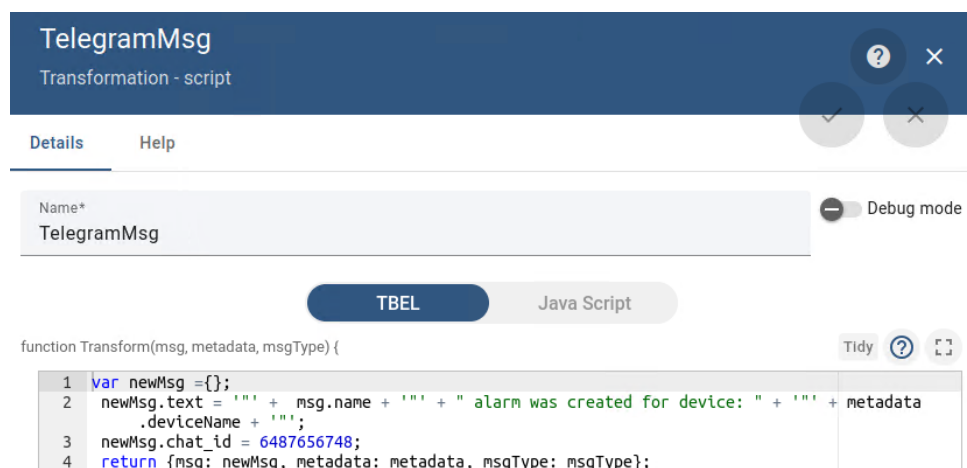 TelegramMsg
Transformation - script
Details Help
Name*
TelegramMsg
Debug mode
TBEL Java Script
function Transform(msg, metadata, msgType) {
Tidy
1 var newMsg ={};
2 newMsg.text = '"' + msg.name + '"' + " alarm was created for device: " + '"' + metadata
.deviceName + '"';
3 newMsg.chat_id = 6487656748;
4 return {msg: newMsg, metadata: metadata, msgType: msgType};